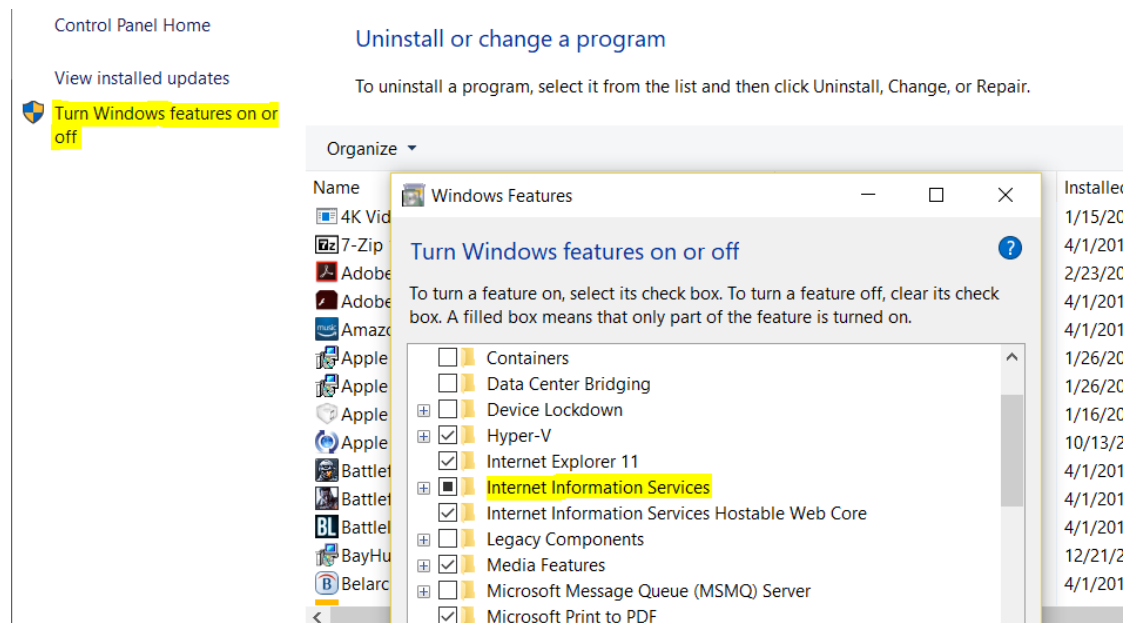 Control Panel Home
View installed updates
Turn Windows features on or
off
Uninstall or change a program
To uninstall a program, select it from the list and then click Uninstall, Change, or Repair.
Organize
Name
Installed
4K Vid
1/15/20
7z 7-Zip
4/1/201
Adobe
2/23/20
Adobe
4/1/201
music Amazo
4/1/201
Apple
1/26/20
Apple
1/26/20
Apple
1/16/20
Apple
10/13/2
Battlef
4/1/201
Battlef
4/1/201
BL Battlel
4/1/201
BayHu
12/21/2
B Belarc
4/1/201
Windows Features
Turn Windows features on or off
?
To turn a feature on, select its check box. To turn a feature off, clear its check
box. A filled box means that only part of the feature is turned on.
Containers
Data Center Bridging
Device Lockdown
Hyper-V
Internet Explorer 11
Internet Information Services
Internet Information Services Hostable Web Core
Legacy Components
Media Features
Microsoft Message Queue (MSMQ) Server
Microsoft Print to PDF